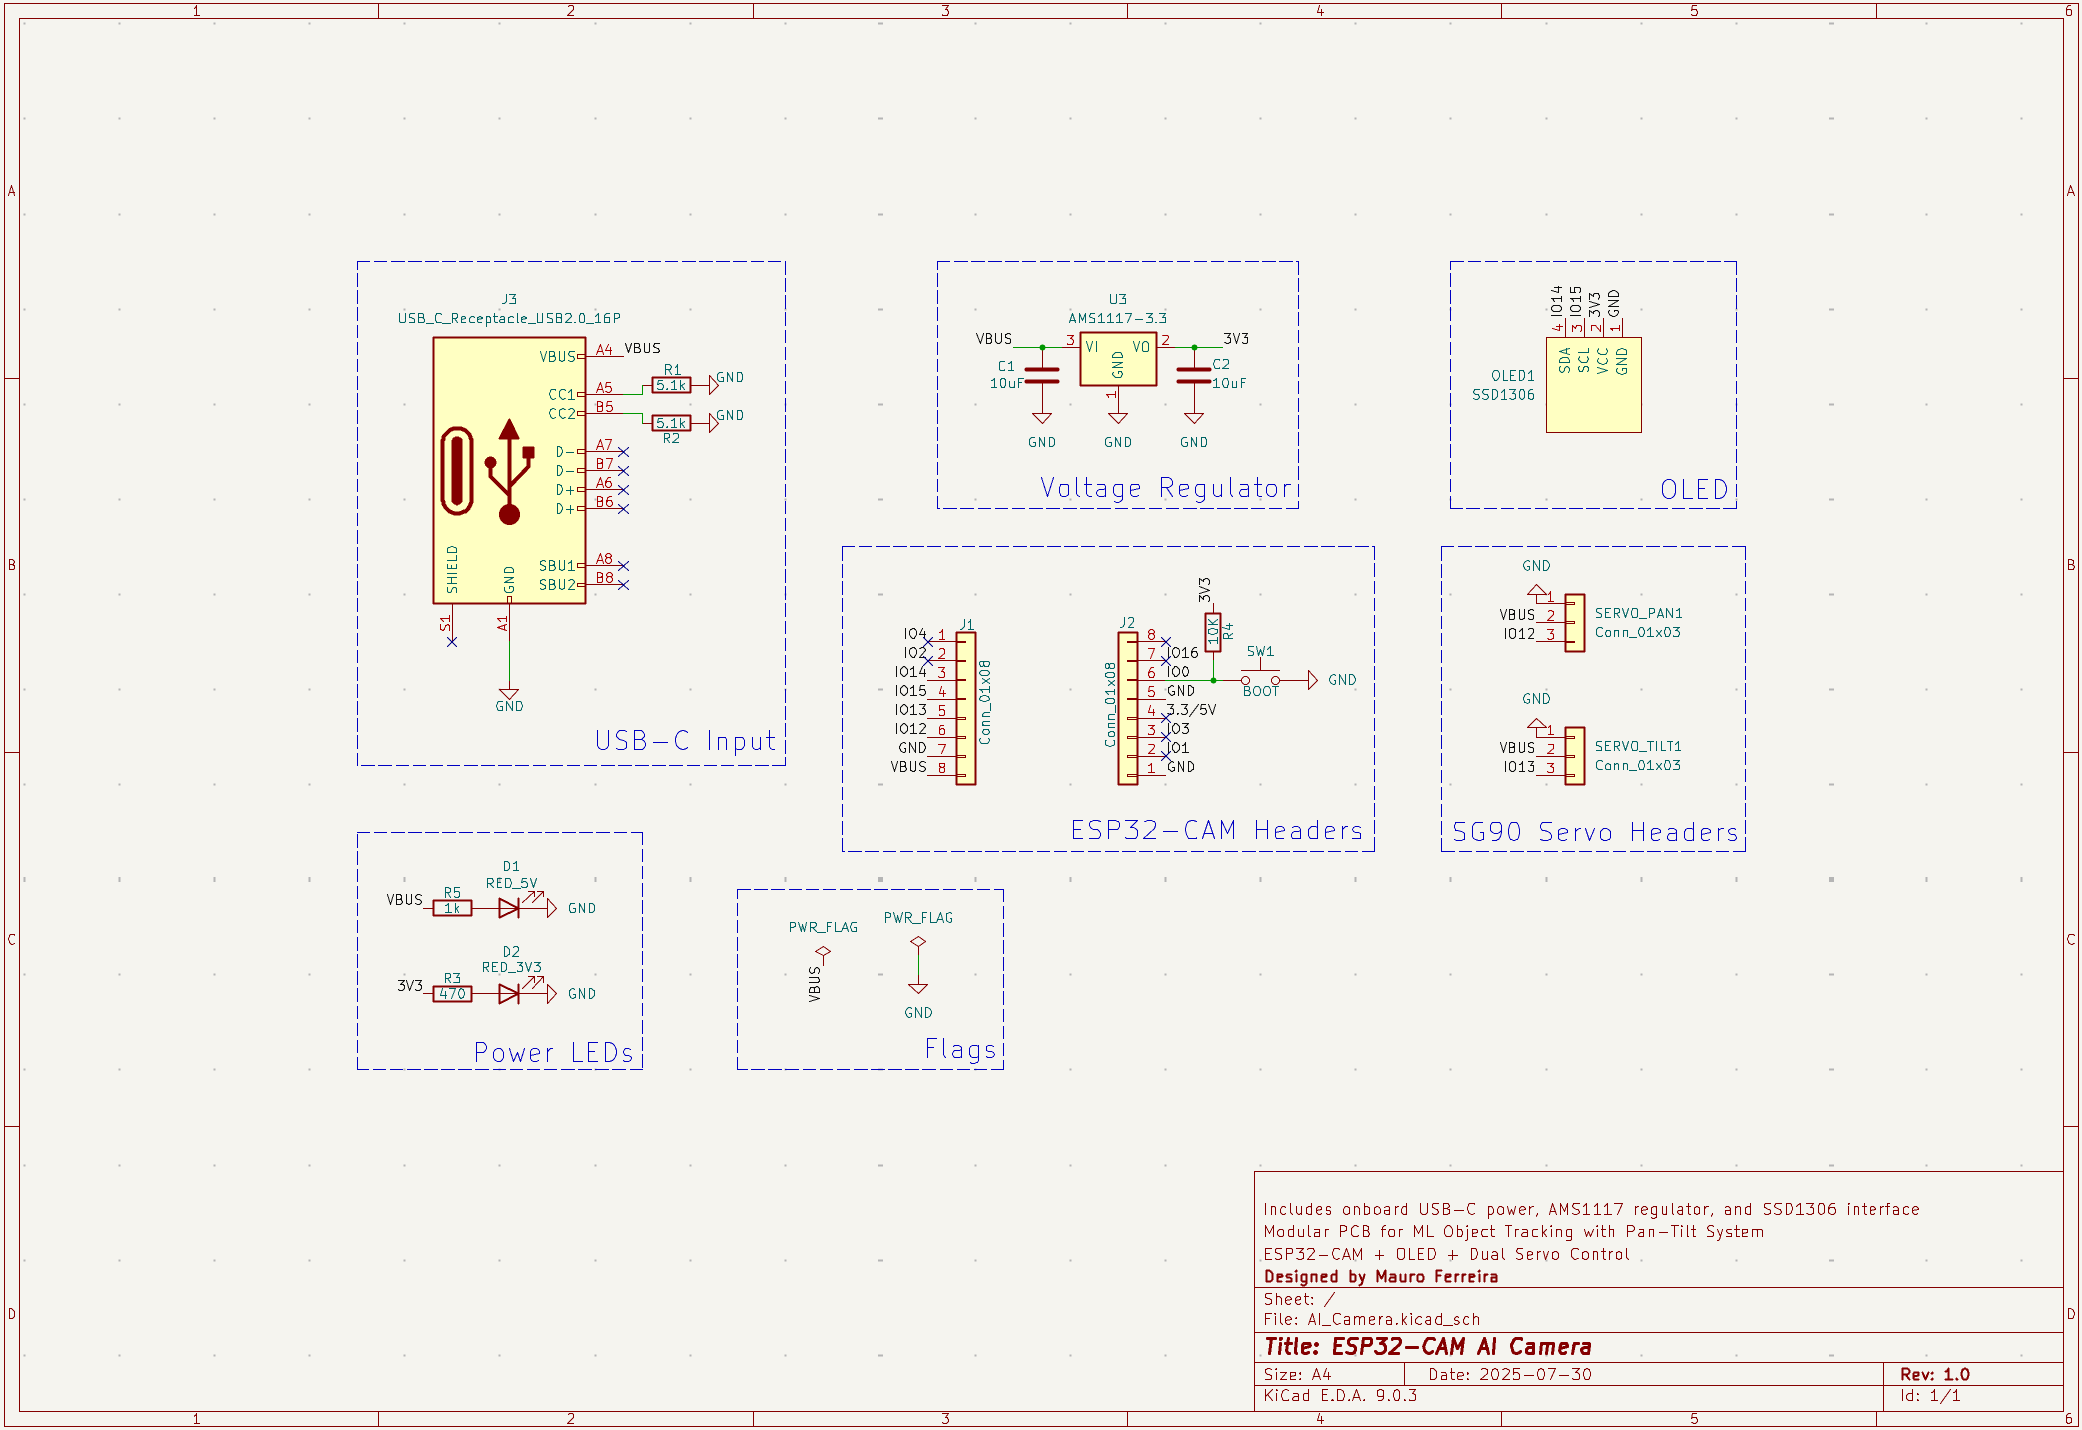 1 2 3 4 5 6
A A
B B
C C
D D
J3
USB_C_Receptacle_USB2.0_16P
VBUS A4 VBUS
CC1 A5 R1 5.1k GND
CC2 B5 5.1k R2 GND
D- A7
D- B7
D+ A6
D+ B6
SBU1 A8
SBU2 B8
SHIELD GND
S1 A1
GND
USB-C Input
U3
AMS1117-3.3
VBUS 3 VI VO 2 3V3
GND
1
C1
10uF
C2
10uF
GND GND GND
Voltage Regulator
IO14 IO15 3V3 GND
4 3 2 1
SDA SCL VCC GND
OLED1
SSD1306
OLED
J1
IO4 1
IO2 2
IO14 3
IO15 4
IO13 5
IO12 6
GND 7
VBUS 8
Conn_01x08
J2
Conn_01x08
8
7 IO16
6 IO0
5 GND
4 3.3/5V
3 IO3
2 IO1
1 GND
3V3
10K R4
SW1
BOOT
GND
ESP32-CAM Headers
GND
1
VBUS 2
IO12 3
SERVO_PAN1
Conn_01x03
GND
1
VBUS 2
IO13 3
SERVO_TILT1
Conn_01x03
SG90 Servo Headers
D1
RED_5V
VBUS R5 1k GND
D2
RED_3V3
3V3 R3 470 GND
Power LEDs
PWR_FLAG
VBUS
PWR_FLAG
GND
Flags
Includes onboard USB-C power, AMS1117 regulator, and SSD1306 interface
Modular PCB for ML Object Tracking with Pan-Tilt System
ESP32-CAM + OLED + Dual Servo Control
Designed by Mauro Ferreira
Sheet: /
File: AI_Camera.kicad_sch
Title: ESP32-CAM AI Camera
Size: A4 Date: 2025-07-30 Rev: 1.0
KiCad E.D.A. 9.0.3 Id: 1/1
1 2 3 4 5 6